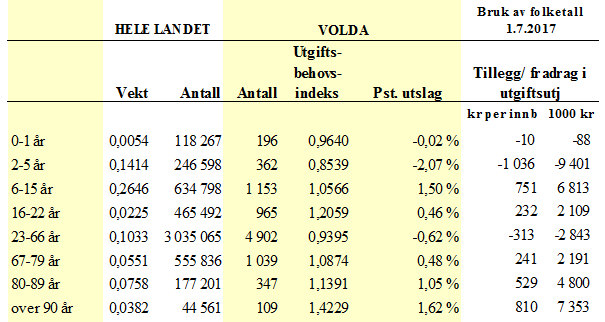 Bruk av folketall
HELE LANDET VOLDA 1.7.2017
Utgifts-
behovs- Tillegg/ fradrag i
Vekt Antall Antall indeks Pst. utslag utgiftsutj
kr per innb 1000 kr
0-1 år 0,0054 118 267 196 0,9640 -0,02 % -10 -88
2-5 år 0,1414 246 598 362 0,8539 -2,07 % -1 036 -9 401
6-15 år 0,2646 634 798 1 153 1,0566 1,50 % 751 6 813
16-22 år 0,0225 465 492 965 1,2059 0,46 % 232 2 109
23-66 år 0,1033 3 035 065 4 902 0,9395 -0,62 % -313 -2 843
67-79 år 0,0551 555 836 1 039 1,0874 0,48 % 241 2 191
80-89 år 0,0758 177 201 347 1,1391 1,05 % 529 4 800
over 90 år 0,0382 44 561 109 1,4229 1,62 % 810 7 353